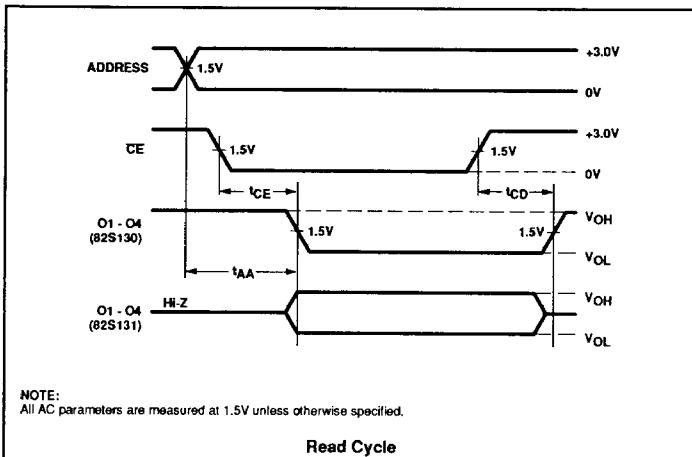 ADDRESS 1.5V +3.0V
0V
CE 1.5V 1.5V +3.0V
0V
tCE tCD
O1 - O4
(82S130) 1.5V 1.5V VOH
VOL
tAA
O1 - O4
(82S131) Hi-Z VOH
VOL
NOTE:
All AC parameters are measured at 1.5V unless otherwise specified.
Read Cycle